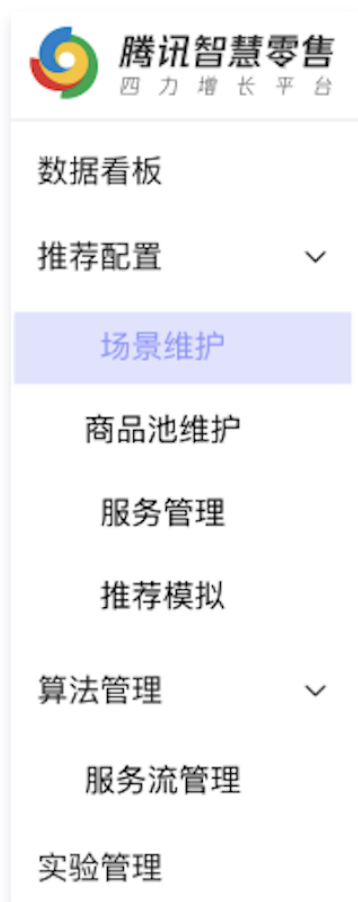 腾讯智慧零售
四力增长平台
数据看板
推荐配置
场景维护
商品池维护
服务管理
推荐模拟
算法管理
服务流管理
实验管理